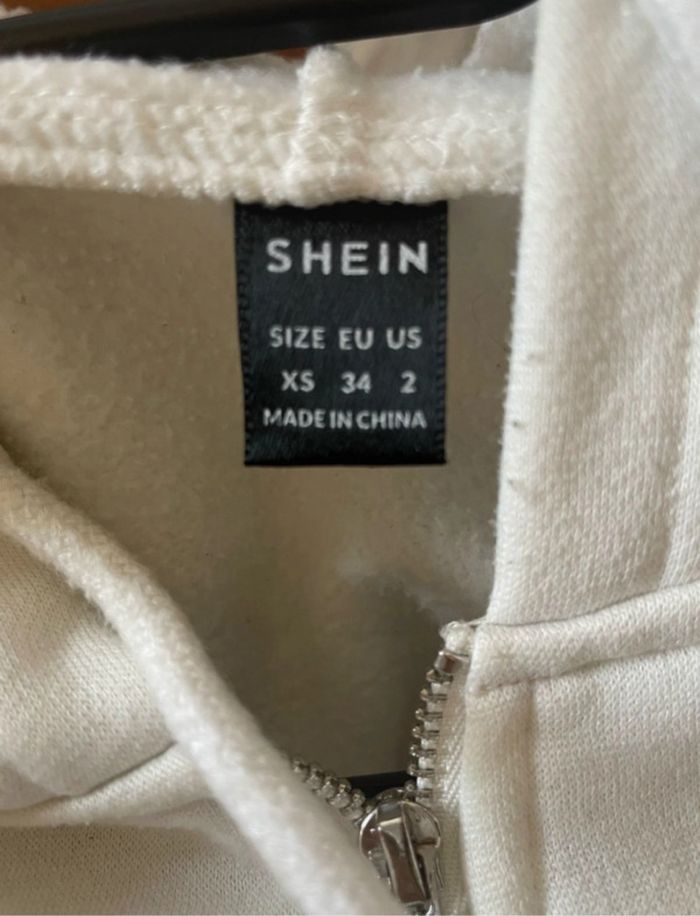 SHEIN
SIZE EU US
XS 34 2
MADE IN CHINA